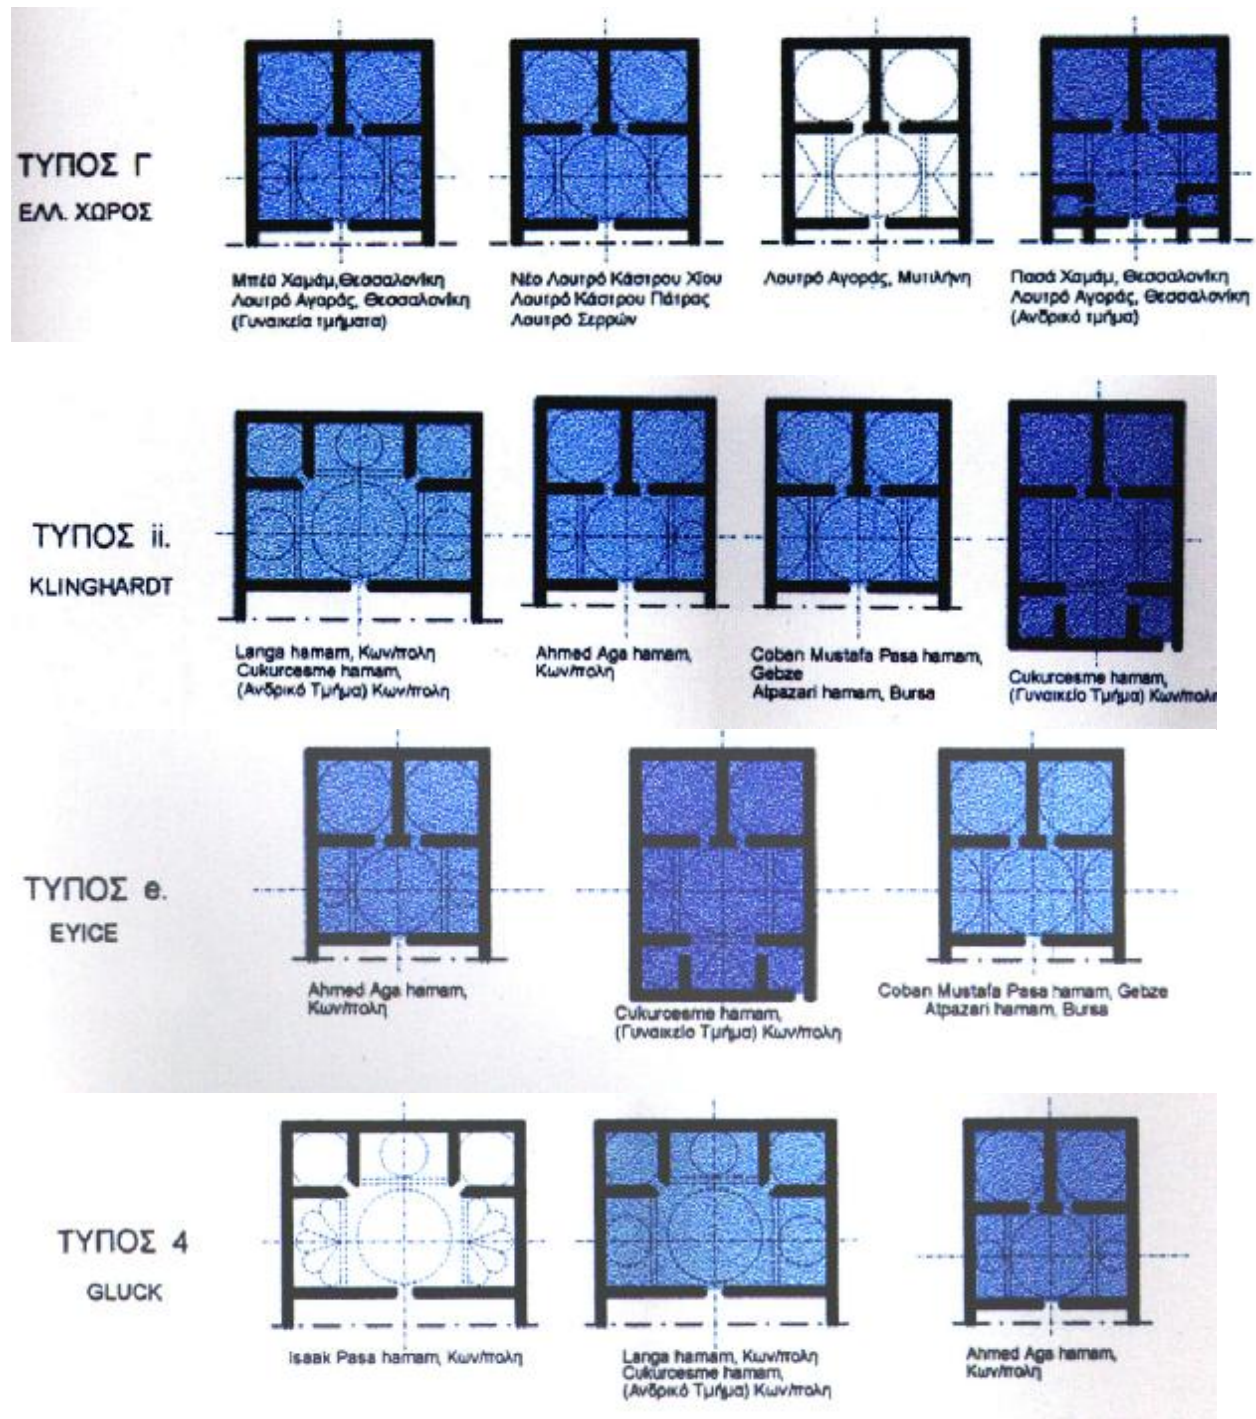 ΤΥΠΟΣ Γ
ΕΛΛ. ΧΩΡΟΣ
Μπέϋ Χαμάμ,Θεσσαλονίκη
Λουτρό Αγοράς, Θεσσαλονίκη
(Γυναικεία τμήματα)
Νέο Λουτρό Κάστρου Χίου
Λουτρό Κάστρου Πάτρας
Λουτρό Σερρών
Λουτρό Αγοράς, Μυτιλήνη
Πασά Χαμάμ, Θεσσαλονίκη
Λουτρό Αγοράς, Θεσσαλονίκη
(Ανδρικό τμήμα)
ΤΥΠΟΣ ii.
KLINGHARDT
Langa hamam, Κων/πολη
Cukurcesme hamam,
(Ανδρικό Τμήμα) Κων/πολη
Ahmed Aga hamam,
Κων/πολη
Coban Mustafa Pasa hamam,
Gebze
Atpazari hamam, Bursa
Cukurcesme hamam,
(Γυναικείο Τμήμα) Κων/πολη
ΤΥΠΟΣ e.
EYICE
Ahmed Aga hamam,
Κων/πολη
Cukurcesme hamam,
(Γυναικείο Τμήμα) Κων/πολη
Coban Mustafa Pasa hamam, Gebze
Atpazari hamam, Bursa
ΤΥΠΟΣ 4
GLUCK
Isaak Pasa hamam, Κων/πολη
Langa hamam, Κων/πολη
Cukurcesme hamam,
(Ανδρικό Τμήμα) Κων/πολη
Ahmed Aga hamam,
Κων/πολη